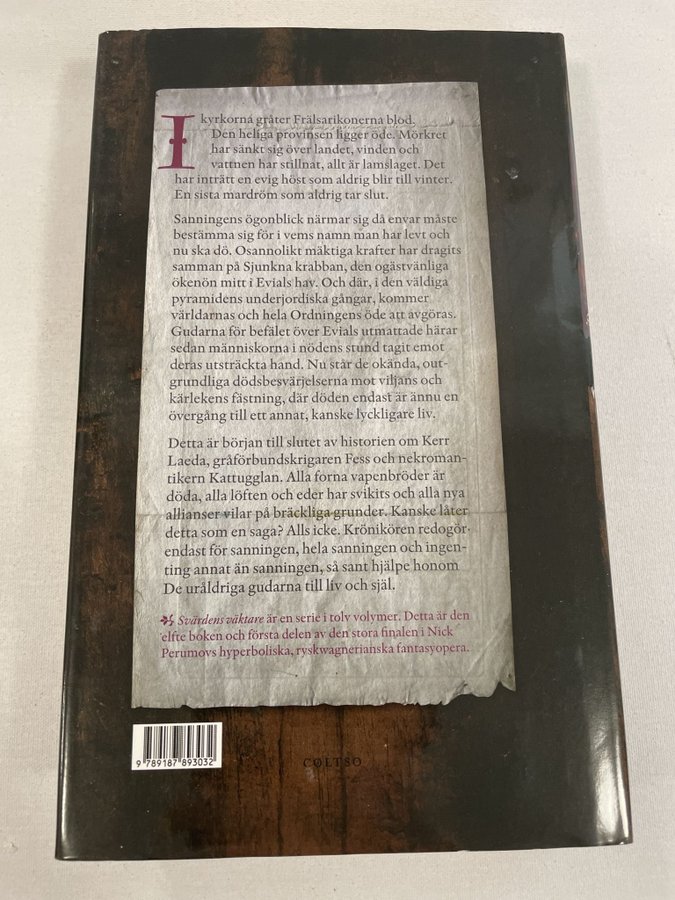 I kyrkorna gråter Frälsarikonerna blod.
Den heliga provinsen ligger öde. Mörkret
har sänkt sig över landet, vinden och
vattnen har stillnat, allt är lamslaget. Det
har inträtt en evig höst som aldrig blir till vinter.
En sista mardröm som aldrig tar slut.
Sanningens ögonblick närmar sig då envar måste
bestämma sig för i vems namn man har levt och
nu ska dö. Osannolikt mäktiga krafter har dragits
samman på Sjunkna krabban, den ogästvänliga
ökenön mitt i Evials hav. Och där, i den väldiga
pyramidens underjordiska gångar, kommer
världarnas och hela Ordningens öde att avgöras.
Gudarna för befälet över Evials utmattade härar
sedan människorna i nödens stund tagit emot
deras utsträckta hand. Nu står de okända, out-
grundliga dödsbesvärjelserna mot viljans och
kärlekens fästning, där döden endast är ännu en
övergång till ett annat, kanske lyckligare liv.
Detta är början till slutet av historien om Kerr
Laeda, gråförbundskrigaren Fess och nekroman-
tikern Kattugglan. Alla forna vapenbröder är
döda, alla löften och eder har svikits och alla nya
allianser vilar på bräckliga grunder. Kanske låter
detta som en saga? Alls icke. Krönikören redogör
endast för sanningen, hela sanningen och ingen-
ting annat än sanningen, så sant hjälpe honom
De uråldriga gudarna till liv och själ.
Svärdens väktare är en serie i tolv volymer. Detta är den
elfte boken och första delen av den stora finalen i Nick
Perumovs hyperboliska, ryskwagnerianska fantasyopera.
9 789187 893032
COLTSO